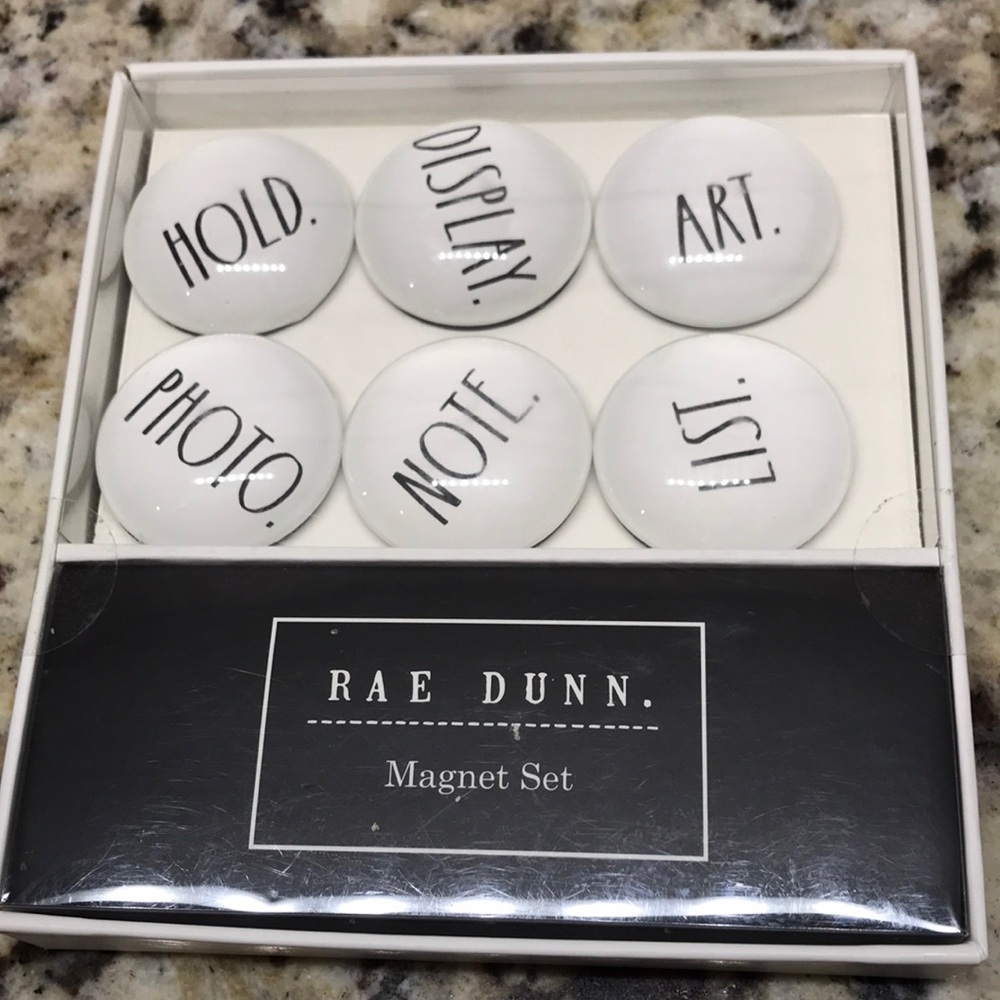 HOLD.
DISPLAY.
ART.
PHOTO.
NOTE.
LIST.
RAE DUNN.
Magnet Set